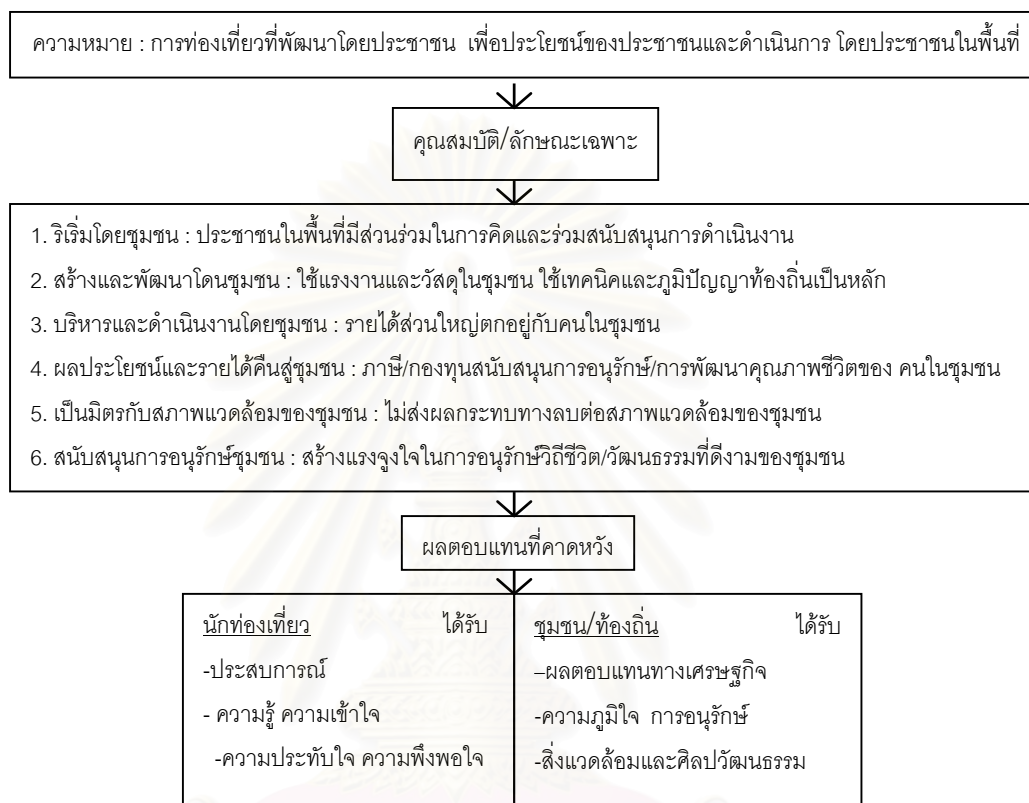 ความหมาย : การท่องเที่ยวที่พัฒนาโดยประชาชน เพื่อประโยชน์ของประชาชนและดำเนินการ โดยประชาชนในพื้นที่
คุณสมบัติ/ลักษณะเฉพาะ
1. ริเริ่มโดยชุมชน : ประชาชนในพื้นที่มีส่วนร่วมในการคิดและร่วมสนับสนุนการดำเนินงาน
2. สร้างและพัฒนาโดนชุมชน : ใช้แรงงานและวัสดุในชุมชน ใช้เทคนิคและภูมิปัญญาท้องถิ่นเป็นหลัก
3. บริหารและดำเนินงานโดยชุมชน : รายได้ส่วนใหญ่ตกอยู่กับคนในชุมชน
4. ผลประโยชน์และรายได้คืนสู่ชุมชน : ภาษี/กองทุนสนับสนุนการอนุรักษ์/การพัฒนาคุณภาพชีวิตของ คนในชุมชน
5. เป็นมิตรกับสภาพแวดล้อมของชุมชน : ไม่ส่งผลกระทบทางลบต่อสภาพแวดล้อมของชุมชน
6. สนับสนุนการอนุรักษ์ชุมชน : สร้างแรงจูงใจในการอนุรักษ์วิถีชีวิต/วัฒนธรรมที่ดีงามของชุมชน
ผลตอบแทนที่คาดหวัง
นักท่องเที่ยว ได้รับ
-ประสบการณ์
- ความรู้ ความเข้าใจ
-ความประทับใจ ความพึงพอใจ
ชุมชน/ท้องถิ่น ได้รับ
–ผลตอบแทนทางเศรษฐกิจ
-ความภูมิใจ การอนุรักษ์
-สิ่งแวดล้อมและศิลปวัฒนธรรม